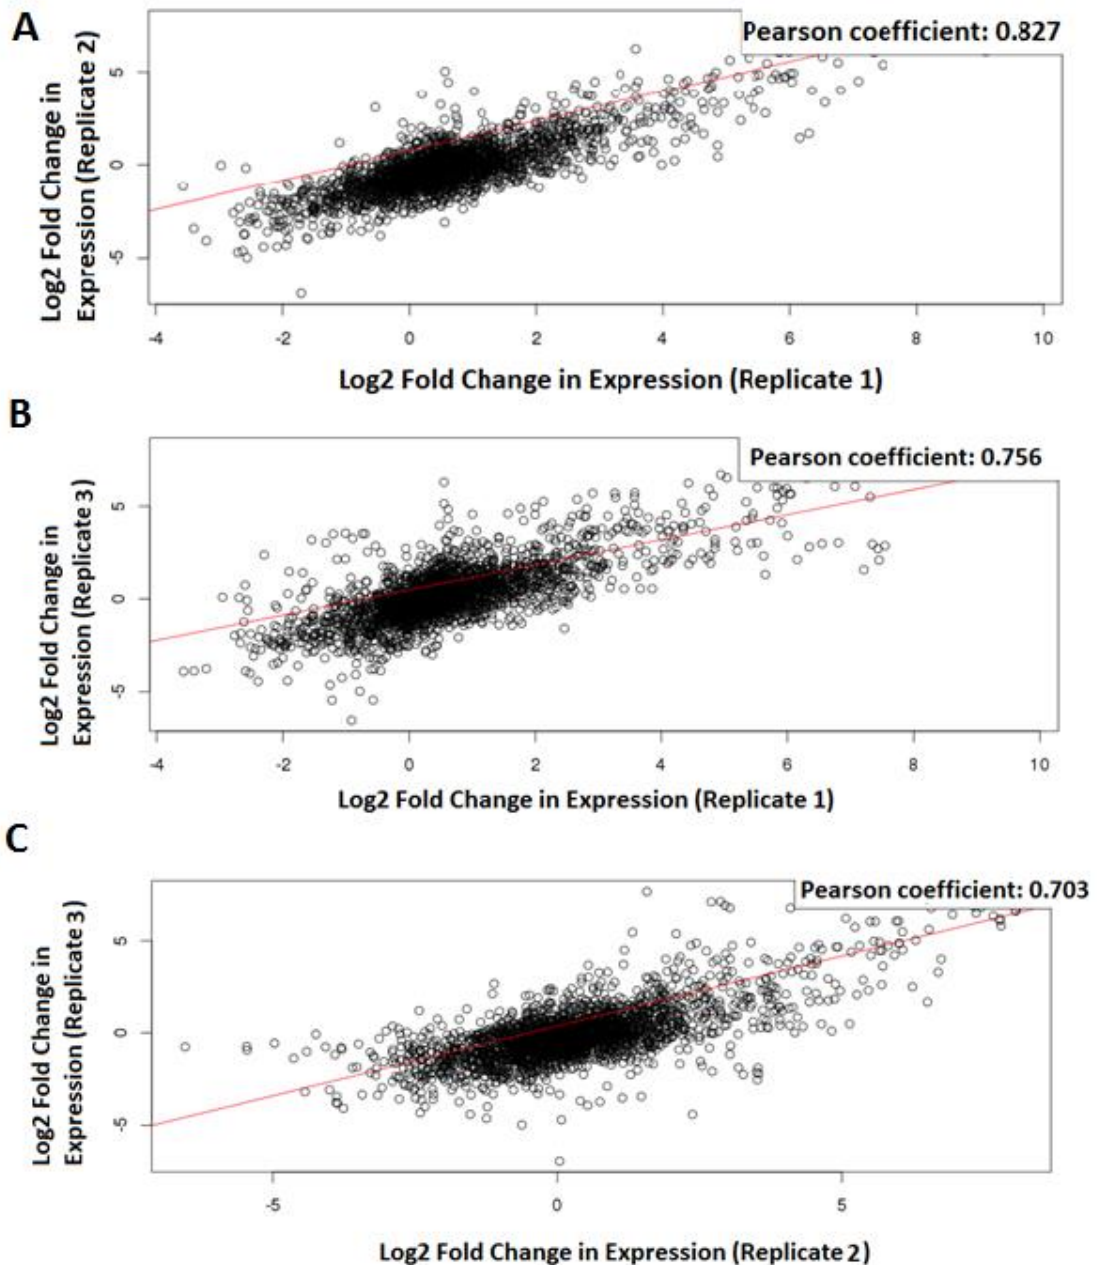 A
Pearson coefficient: 0.827
Log2 Fold Change in
Expression (Replicate 2)
5
0
-5
-4 -2 0 2 4 6 8 10
Log2 Fold Change in Expression (Replicate 1)
B
Pearson coefficient: 0.756
Log2 Fold Change in
Expression (Replicate 3)
5
0
-5
-4 -2 0 2 4 6 8 10
Log2 Fold Change in Expression (Replicate 1)
C
Pearson coefficient: 0.703
Log2 Fold Change in
Expression (Replicate 3)
5
0
-5
-5 0 5
Log2 Fold Change in Expression (Replicate 2)